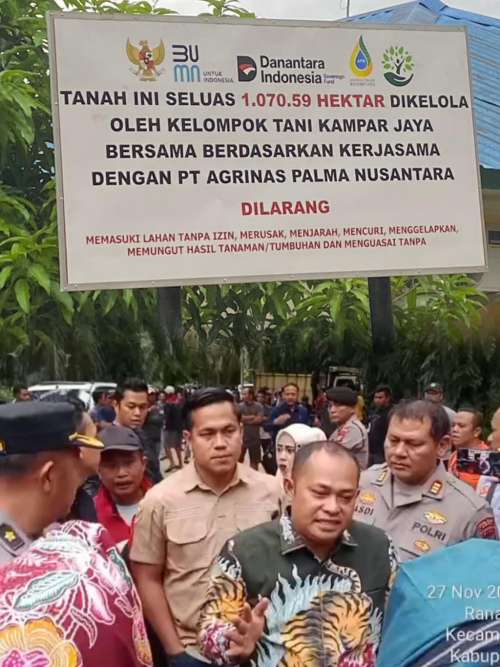 BUMN UNTUK INDONESIA
Danantara Indonesia Sovereign Fund
TANAH INI SELUAS 1.070.59 HEKTAR DIKELOLA
OLEH KELOMPOK TANI KAMPAR JAYA
BERSAMA BERDASARKAN KERJASAMA
DENGAN PT AGRINAS PALMA NUSANTARA
DILARANG
MEMASUKI LAHAN TANPA IZIN, MERUSAK, MENJARAH, MENCURI, MENGGELAPKAN,
MEMUNGUT HASIL TANAMAN/TUMBUHAN DAN MENGUASAI TANPA
POLRI
27 Nov 20
Rana
Kecam
Kabup